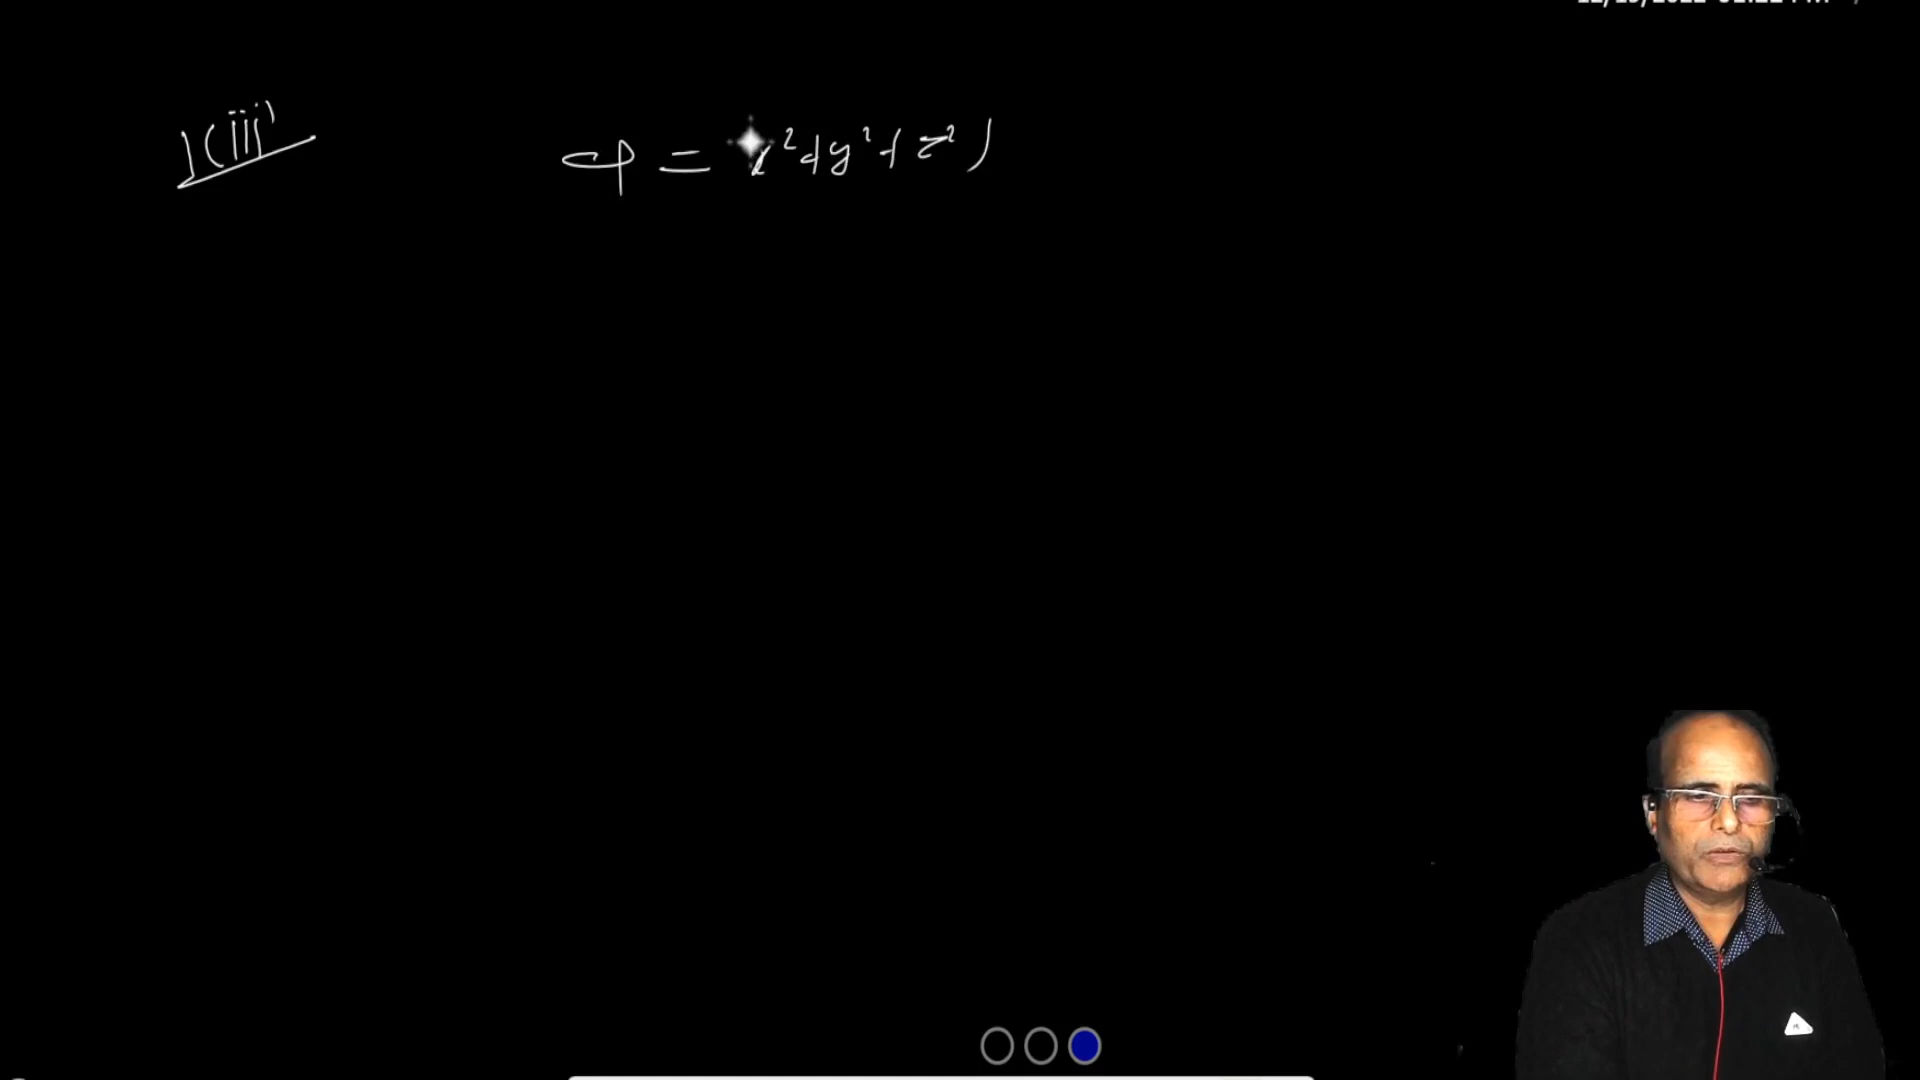 1(iii)
φ = x²+y²+z²)